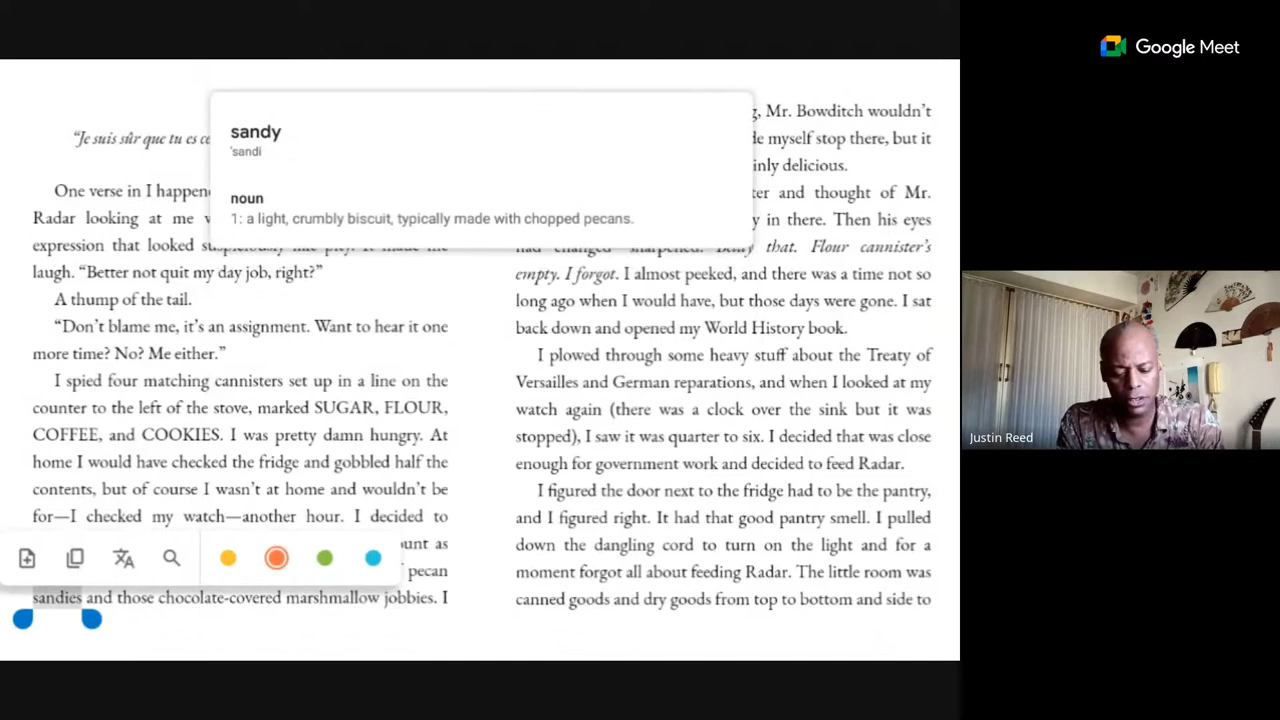 Google Meet
sandy
ˈsandi
noun
1: a light, crumbly biscuit, typically made with chopped pecans.
“Je suis sûr que tu es ce
One verse in I happen
Radar looking at me
expression that looked suspiciously like pity. It made me
laugh. “Better not quit my day job, right?”
A thump of the tail.
“Don’t blame me, it’s an assignment. Want to hear it one
more time? No? Me either.”
I spied four matching cannisters set up in a line on the
counter to the left of the stove, marked SUGAR, FLOUR,
COFFEE, and COOKIES. I was pretty damn hungry. At
home I would have checked the fridge and gobbled half the
contents, but of course I wasn’t at home and wouldn’t be
for—I checked my watch—another hour. I decided to
ount as
pecan
sandies and those chocolate-covered marshmallow jobbies. I
, Mr. Bowditch wouldn’t
myself stop there, but it
inly delicious.
ter and thought of Mr.
y in there. Then his eyes
had changed sharpened. that. Flour cannister’s
empty. I forgot. I almost peeked, and there was a time not so
long ago when I would have, but those days were gone. I sat
back down and opened my World History book.
I plowed through some heavy stuff about the Treaty of
Versailles and German reparations, and when I looked at my
watch again (there was a clock over the sink but it was
stopped), I saw it was quarter to six. I decided that was close
enough for government work and decided to feed Radar.
I figured the door next to the fridge had to be the pantry,
and I figured right. It had that good pantry smell. I pulled
down the dangling cord to turn on the light and for a
moment forgot all about feeding Radar. The little room was
canned goods and dry goods from top to bottom and side to
Justin Reed